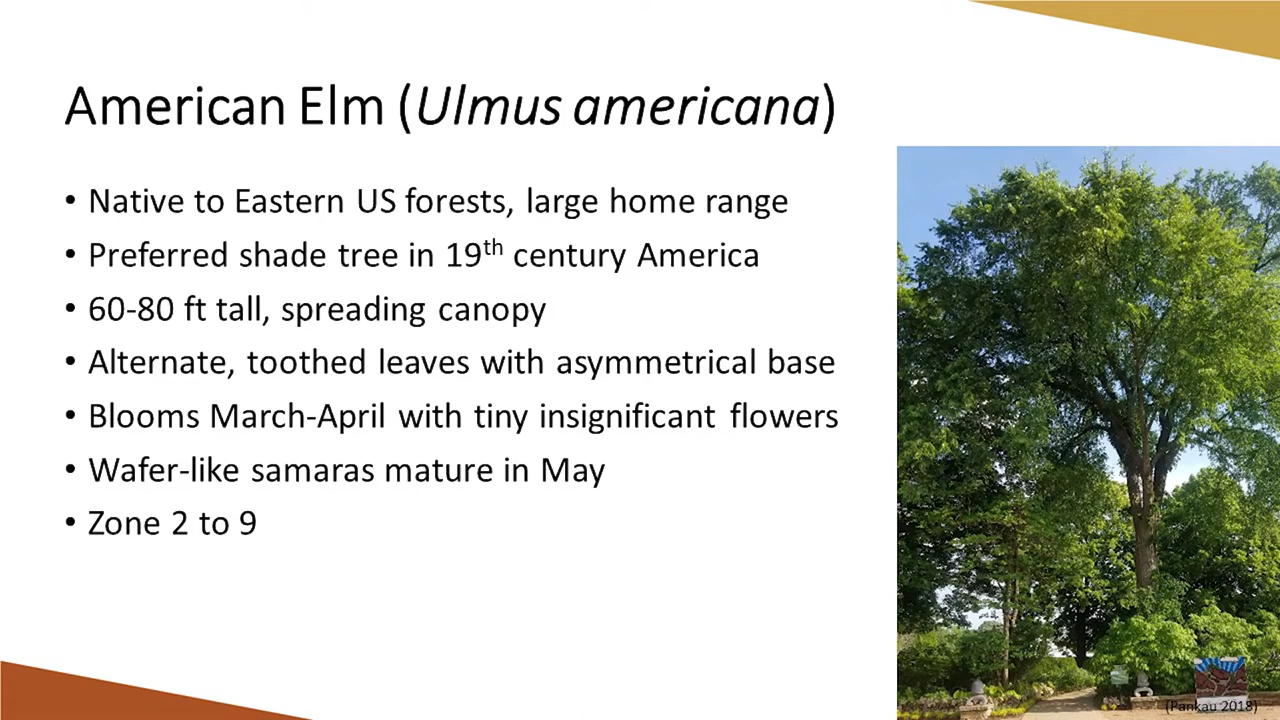 American Elm (Ulmus americana)
• Native to Eastern US forests, large home range
• Preferred shade tree in 19th century America
• 60-80 ft tall, spreading canopy
• Alternate, toothed leaves with asymmetrical base
• Blooms March-April with tiny insignificant flowers
• Wafer-like samaras mature in May
• Zone 2 to 9
(Pankau 2018)